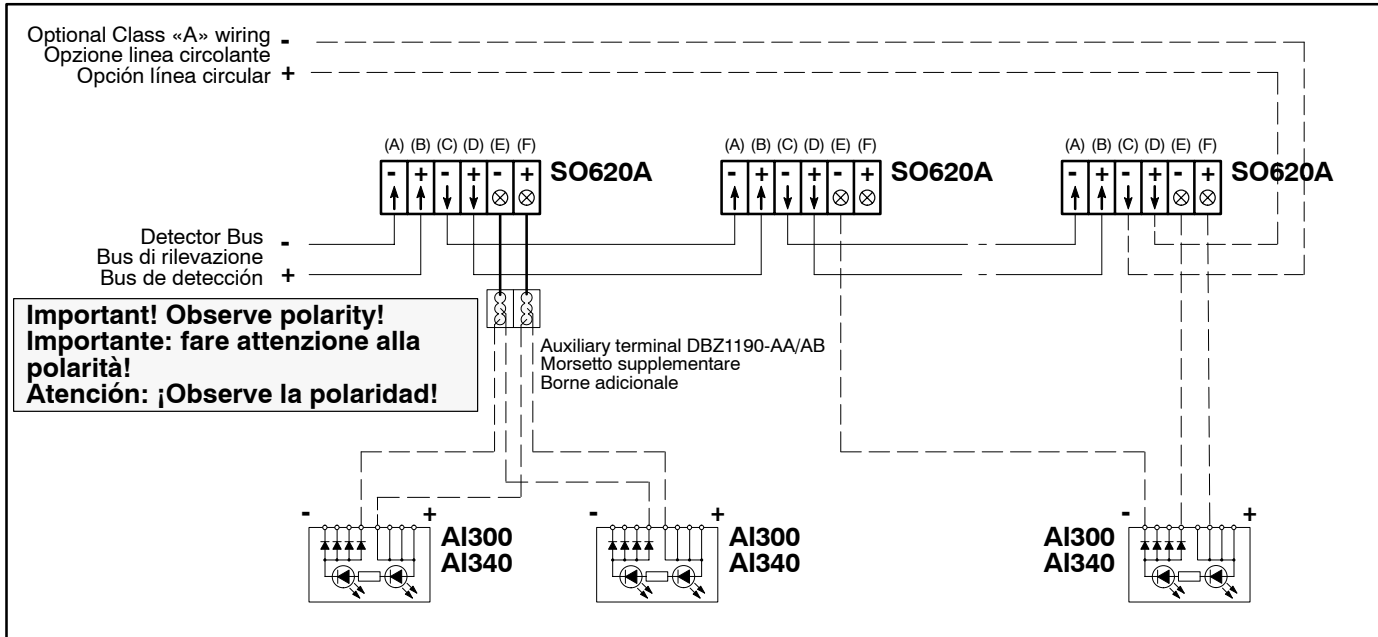 Optional Class «A» wiring -
Opzione linea circolante
Opción línea circular +
(A) (B) (C) (D) (E) (F)
- + - + - +
SO620A
(A) (B) (C) (D) (E) (F)
- + - + - +
SO620A
(A) (B) (C) (D) (E) (F)
- + - + - +
SO620A
Detector Bus -
Bus di rilevazione
Bus de detección +
Important! Observe polarity!
Importante: fare attenzione alla
polarità!
Atención: ¡Observe la polaridad!
Auxiliary terminal DBZ1190-AA/AB
Morsetto supplementare
Borne adicionale
- +
AI300
AI340
- +
AI300
AI340
- +
AI300
AI340